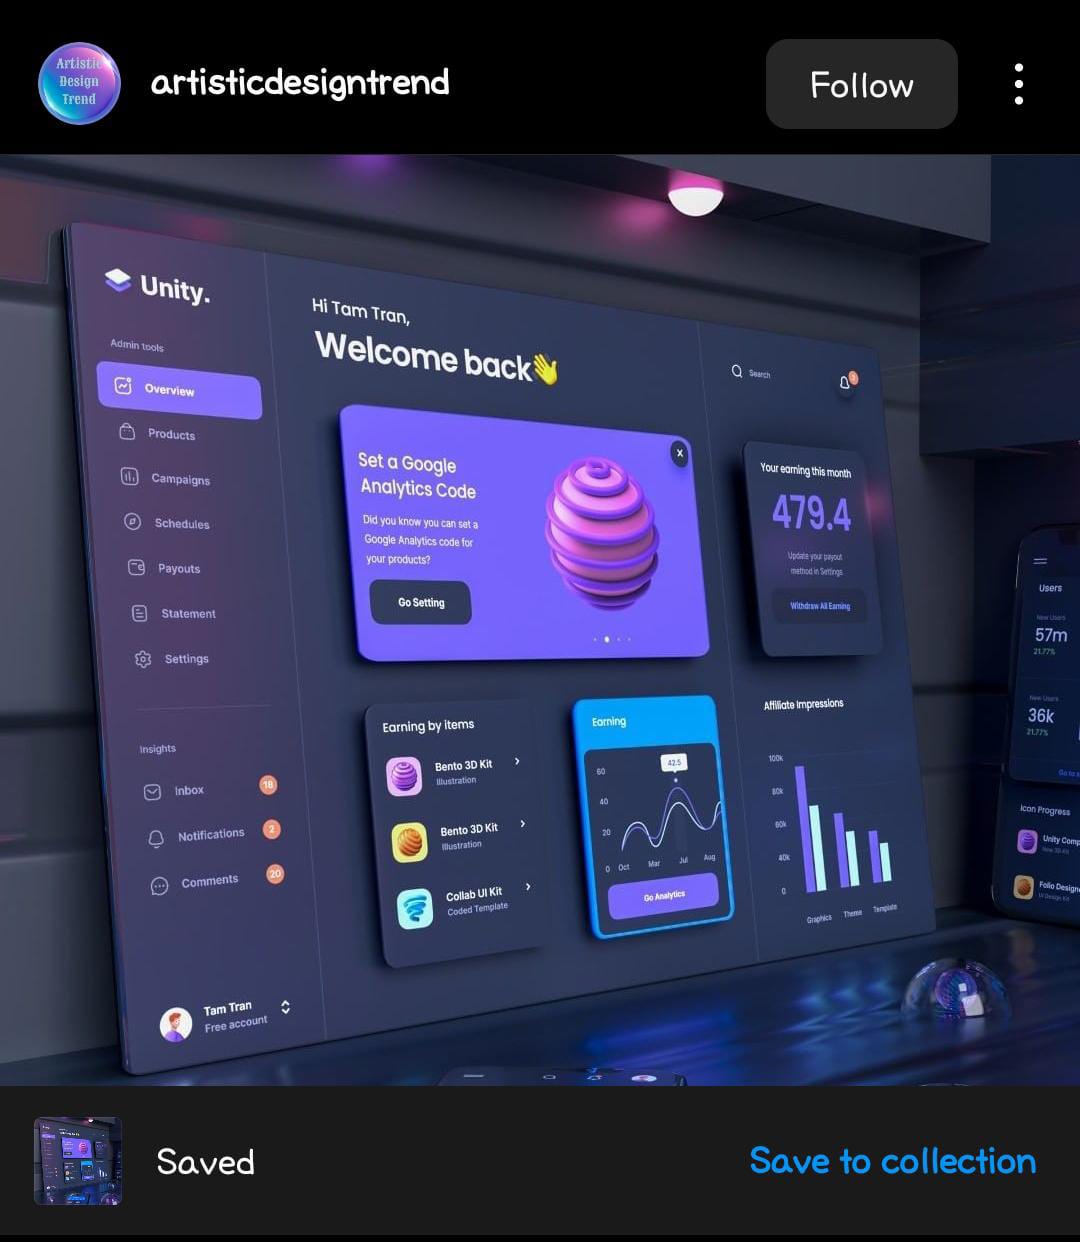 Artistic
Design
Trend
artisticdesigntrend
Follow
Unity.
Admin tools
Overview
Products
Campaigns
Schedules
Payouts
Statement
Settings
Insights
Inbox
18
Notifications
2
Comments
20
Tam Tran
Free account
Hi Tam Tran,
Welcome back👋
Search
Set a Google
Analytics Code
Did you know you can set a
Google Analytics code for
your products?
Go Setting
X
Your earning this month
479.4
Update your payout
method in Settings
Withdraw All Earning
Earning by items
Bento 3D Kit
Illustration
Bento 3D Kit
Illustration
Collab UI Kit
Coded Template
Earning
42.5
60
40
20
0
Oct
Mar
Jul
Aug
Go Analytics
Affiliate Impressions
100k
80k
60k
40k
0
Graphics
Theme
Template
Users
New Users
57m
21,77%
New Users
36k
21,77%
Go to
Icon Progress
Unity Comp
Folio Designe
UI Design Kit
Saved
Save to collection